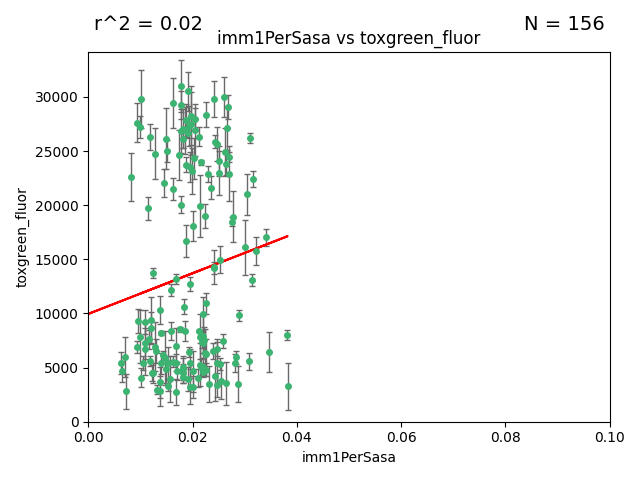 r^2 = 0.02
N = 156
imm1PerSasa vs toxgreen_fluor
toxgreen_fluor
30000
25000
20000
15000
10000
5000
0
0.00
0.02
0.04
0.06
0.08
0.10
imm1PerSasa